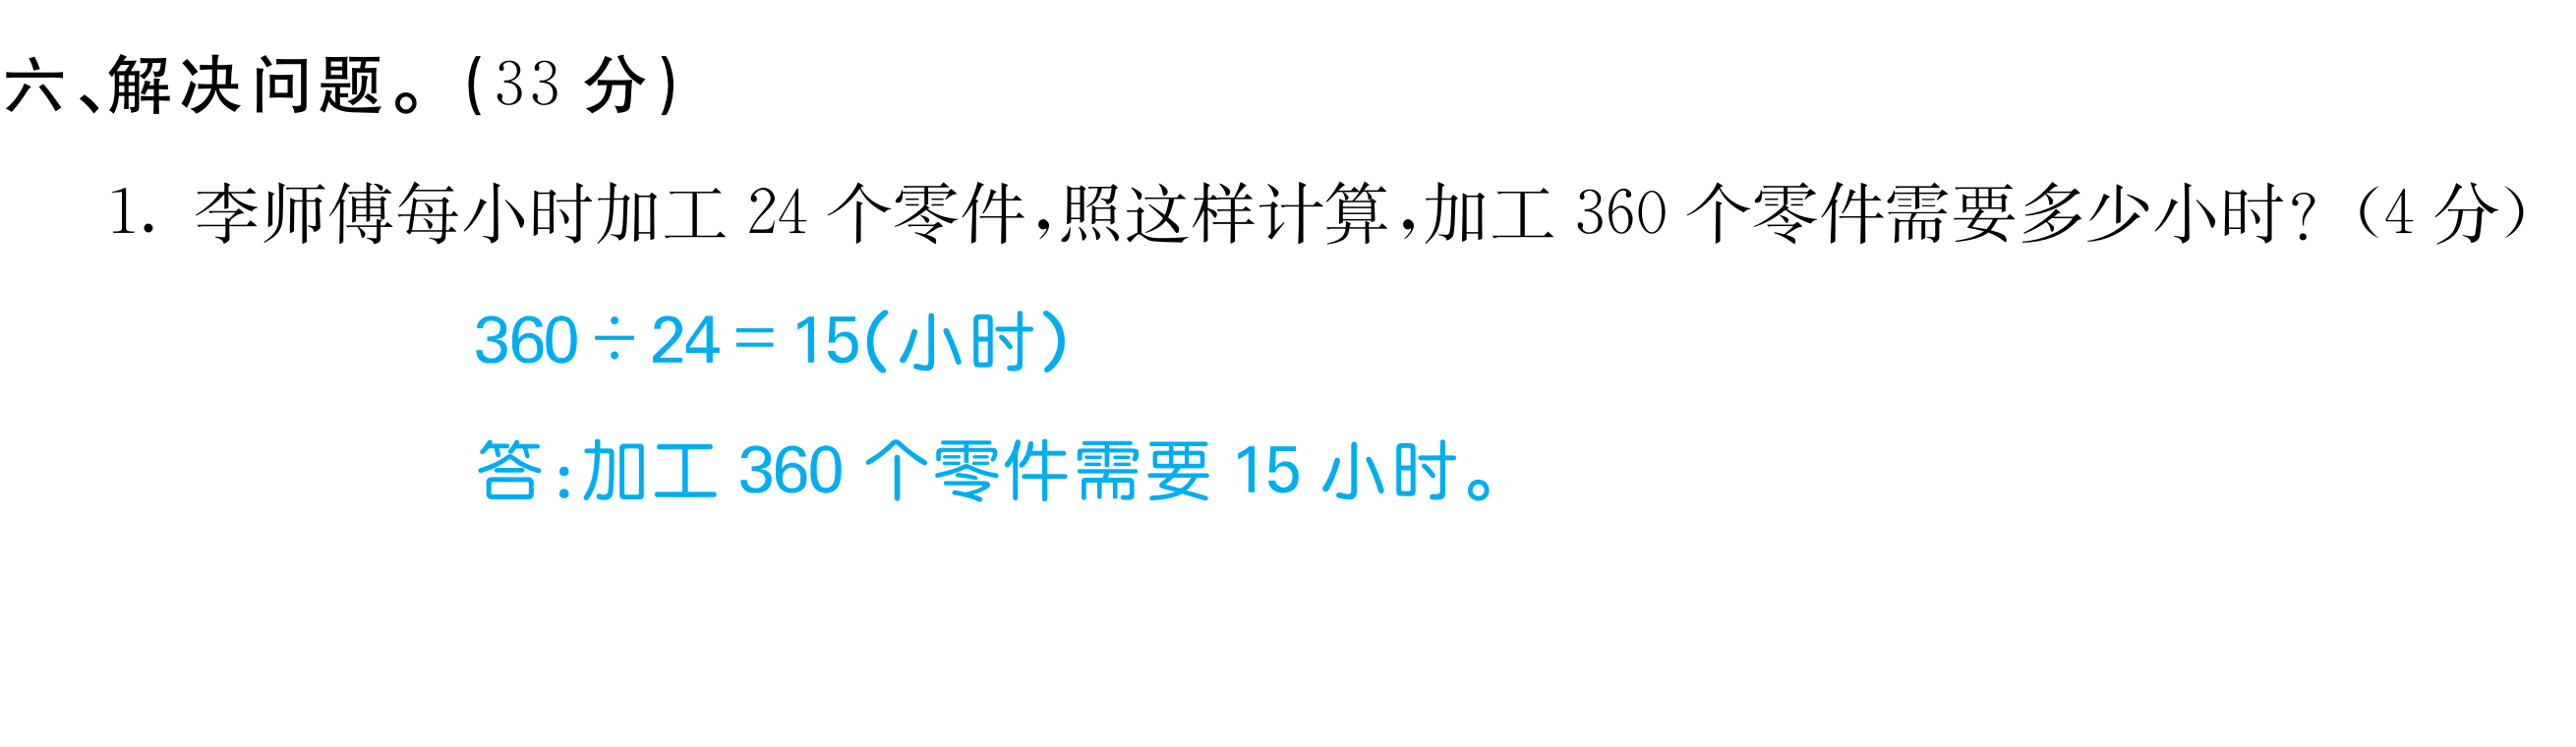 六、解决问题。(33 分)
1. 李师傅每小时加工 24 个零件,照这样计算,加工 360 个零件需要多少小时?(4 分)
360÷24=15(小时)
答:加工 360 个零件需要 15 小时。